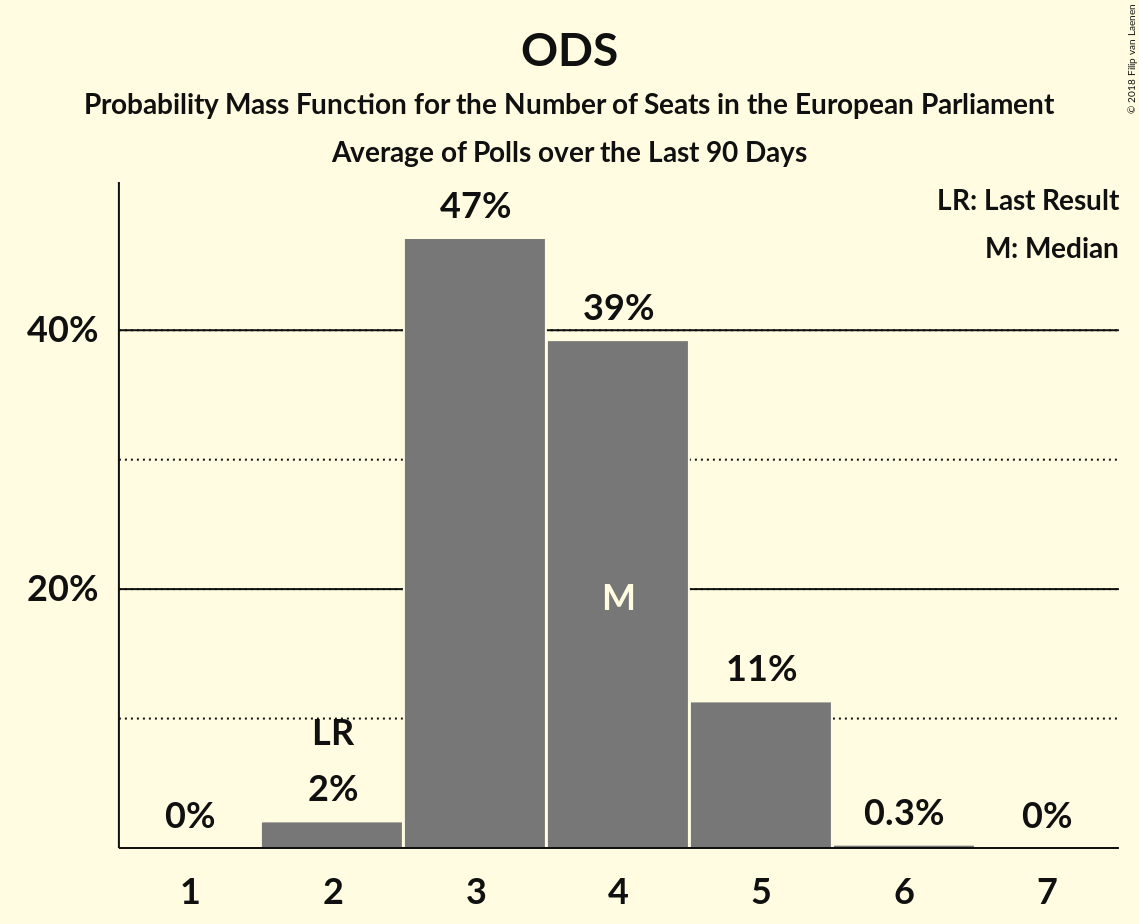 ODS
Probability Mass Function for the Number of Seats in the European Parliament
Average of Polls over the Last 90 Days
© 2018 Filip van Laenen
LR: Last Result
M: Median
47%
39%
40%
M
20%
11%
LR
2%
0%
0.3%
0%
1 2 3 4 5 6 7